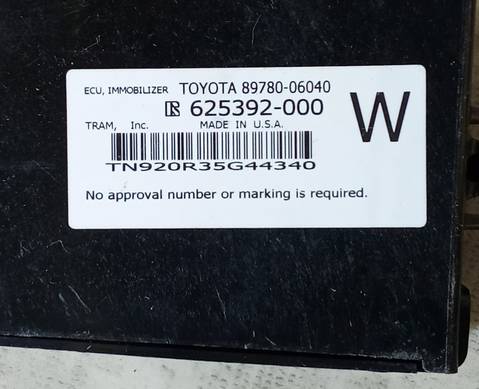 ECU, IMMOBILIZER TOYOTA 89780-06040
625392-000
W
TRAM, Inc. MADE IN U.S.A.
TN920R35G44340
No approval number or marking is required.